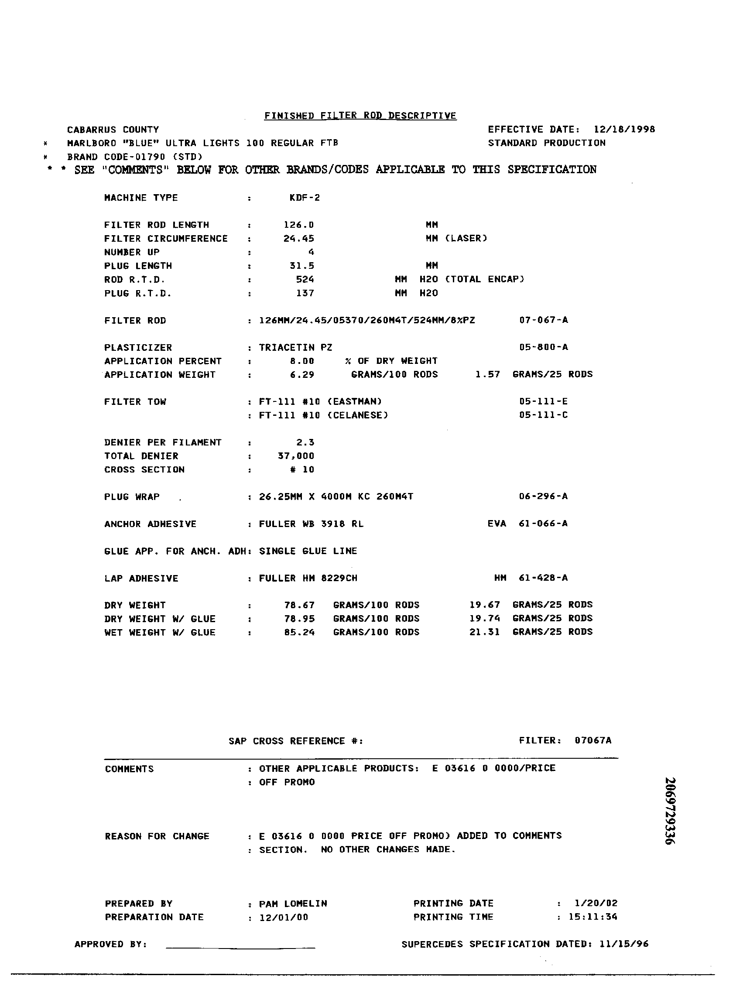 FINISHED FILTER ROD DESCRIPTIVE
CABARRUS COUNTY EFFECTIVE DATE: 12/18/1998
* MARLBORO "BLUE" ULTRA LIGHTS 100 REGULAR FTB STANDARD PRODUCTION
* BRAND CODE-01790 (STD)
* * SEE "COMMENTS" BELOW FOR OTHER BRANDS/CODES APPLICABLE TO THIS SPECIFICATION
MACHINE TYPE : KDF-2
FILTER ROD LENGTH : 126.0 MM
FILTER CIRCUMFERENCE : 24.45 MM (LASER)
NUMBER UP : 4
PLUG LENGTH : 31.5 MM
ROD R.T.D. : 524 MM H2O (TOTAL ENCAP)
PLUG R.T.D. : 137 MM H2O
FILTER ROD : 126MM/24.45/05370/260M4T/524MM/8%PZ 07-067-A
PLASTICIZER : TRIACETIN PZ 05-800-A
APPLICATION PERCENT : 8.00 % OF DRY WEIGHT
APPLICATION WEIGHT : 6.29 GRAMS/100 RODS 1.57 GRAMS/25 RODS
FILTER TOW : FT-111 #10 (EASTMAN) 05-111-E
: FT-111 #10 (CELANESE) 05-111-C
DENIER PER FILAMENT : 2.3
TOTAL DENIER : 37,000
CROSS SECTION : # 10
PLUG WRAP : 26.25MM X 4000M KC 260M4T 06-296-A
ANCHOR ADHESIVE : FULLER WB 3918 RL EVA 61-066-A
GLUE APP. FOR ANCH. ADH: SINGLE GLUE LINE
LAP ADHESIVE : FULLER HM 8229CH HM 61-428-A
DRY WEIGHT : 78.67 GRAMS/100 RODS 19.67 GRAMS/25 RODS
DRY WEIGHT W/ GLUE : 78.95 GRAMS/100 RODS 19.74 GRAMS/25 RODS
WET WEIGHT W/ GLUE : 85.24 GRAMS/100 RODS 21.31 GRAMS/25 RODS
SAP CROSS REFERENCE #: FILTER: 07067A
COMMENTS : OTHER APPLICABLE PRODUCTS: E 03616 0 0000/PRICE
: OFF PROMO
2069729336
REASON FOR CHANGE : E 03616 0 0000 PRICE OFF PROMO) ADDED TO COMMENTS
: SECTION. NO OTHER CHANGES MADE.
PREPARED BY : PAM LOMELIN PRINTING DATE : 1/20/02
PREPARATION DATE : 12/01/00 PRINTING TIME : 15:11:34
APPROVED BY: SUPERCEDES SPECIFICATION DATED: 11/15/96